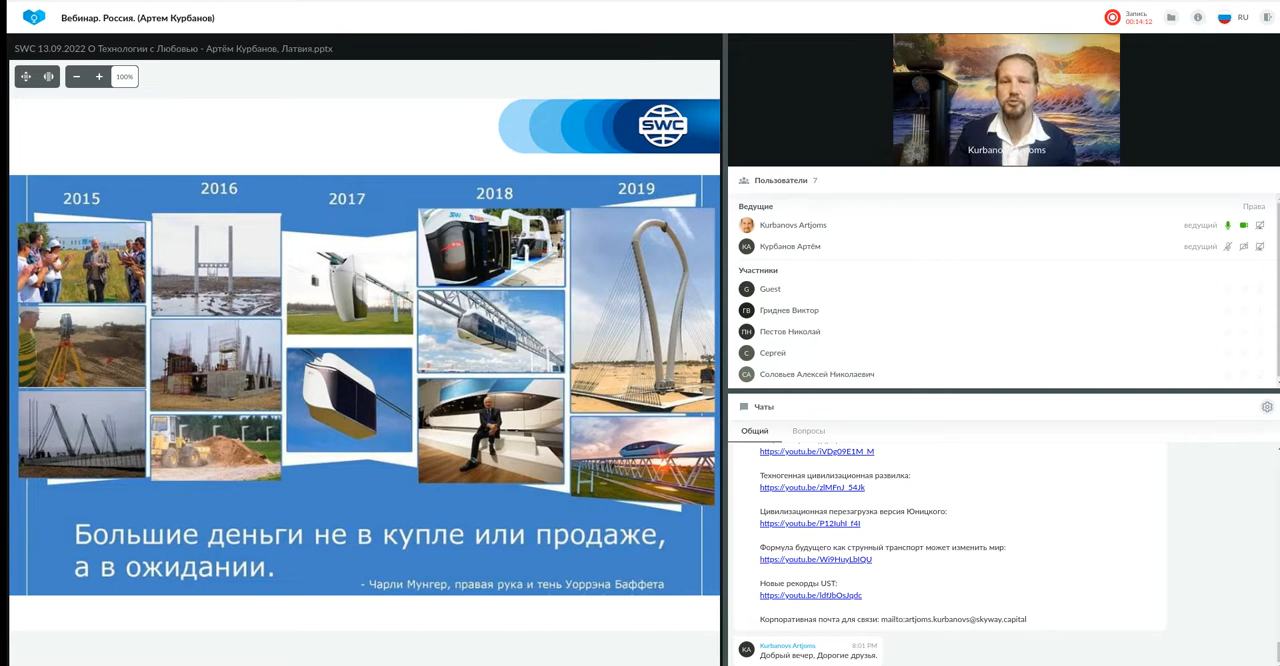 Вебинар. Россия. (Артем Курбанов)
Запись
00:14:12
RU
SWC 13.09.2022 О Технологии с Любовью - Артём Курбанов, Латвия.pptx
100%
SWC
2015
2016
2017
2018
2019
Большие деньги не в купле или продаже,
а в ожидании.
- Чарли Мунгер, правая рука и тень Уоррэна Баффета
Пользователи 7
Ведущие
Права
Kurbanovs Artjoms
ведущий
КА
Курбанов Артём
ведущий
Участники
G
Guest
ГВ
Гриднев Виктор
ПН
Пестов Николай
С
Сергей
СА
Соловьев Алексей Николаевич
Чаты
Общий
Вопросы
https://youtu.be/iVDg09E1M_M
Техногенная цивилизационная развилка:
https://youtu.be/zlMFnJ_54Jk
Цивилизационная перезагрузка версия Юницкого:
https://youtu.be/P12Iuhl_f4I
Формула будущего как струнный транспорт может изменить мир:
https://youtu.be/Wi9HuyLbIQU
Новые рекорды UST:
https://youtu.be/ldfJbOsJqdc
Корпоративная почта для связи: mailto:artjoms.kurbanovs@skyway.capital
KA
Kurbanovs Artjoms
8:01 PM
Добрый вечер. Дорогие друзья.